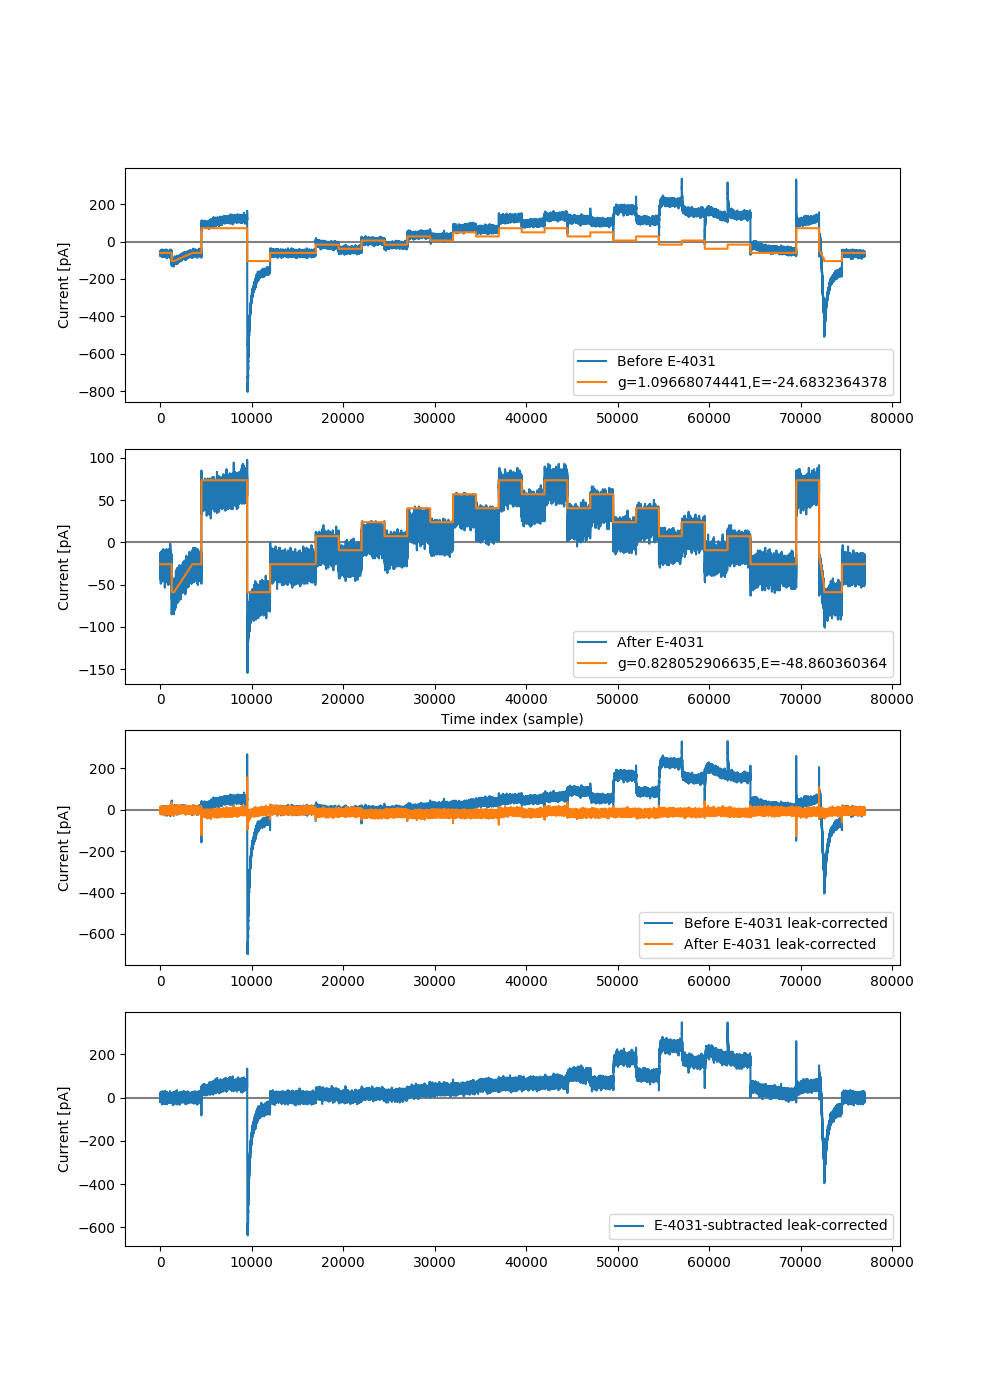 200
0
−200
−400
−600
−800
Current [pA]
Before E-4031
g=1.09668074441,E=-24.6832364378
0 10000 20000 30000 40000 50000 60000 70000 80000
100
50
0
−50
−100
−150
Current [pA]
After E-4031
g=0.828052906635,E=-48.860360364
0 10000 20000 30000 40000 50000 60000 70000 80000
Time index (sample)
200
0
−200
−400
−600
Current [pA]
Before E-4031 leak-corrected
After E-4031 leak-corrected
0 10000 20000 30000 40000 50000 60000 70000 80000
200
0
−200
−400
−600
Current [pA]
E-4031-subtracted leak-corrected
0 10000 20000 30000 40000 50000 60000 70000 80000